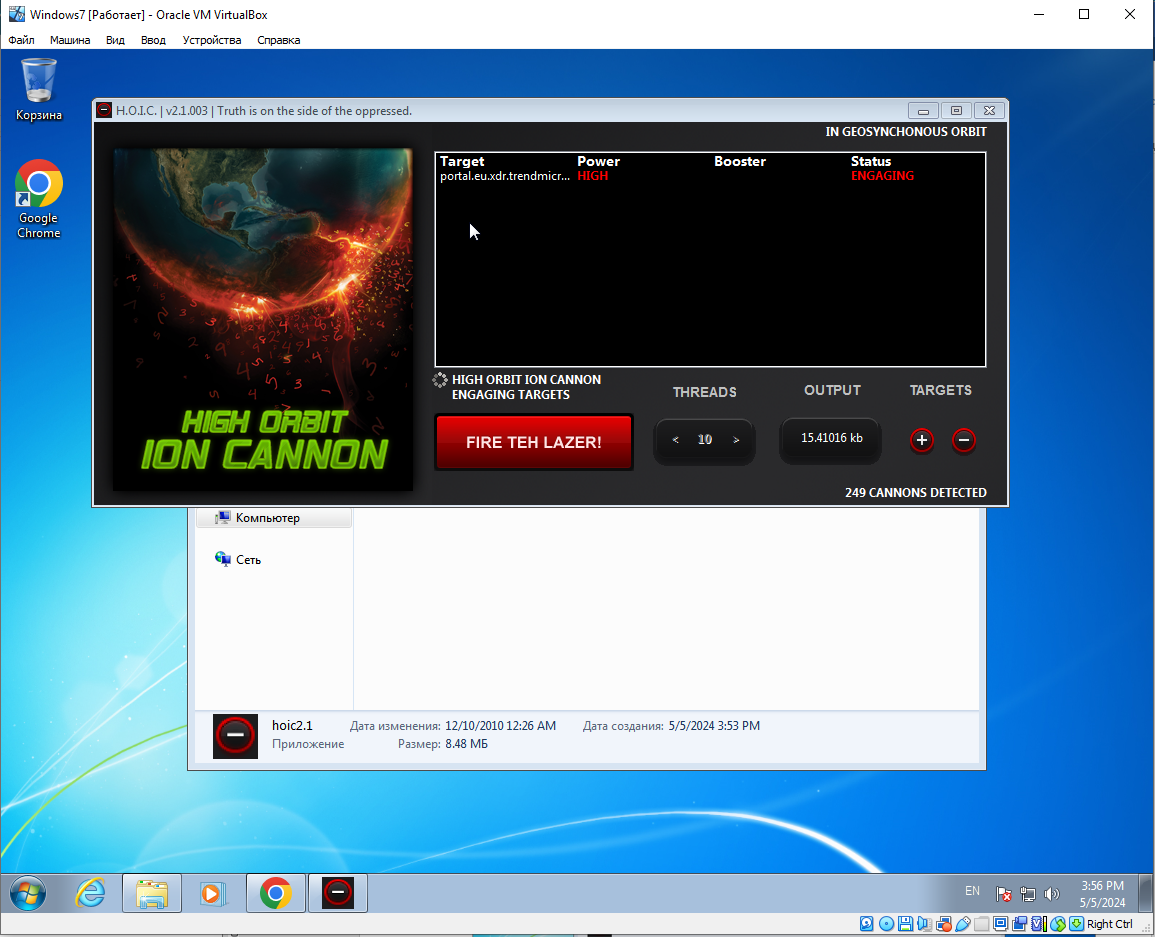 Windows7 [Работает] - Oracle VM VirtualBox
Файл Машина Вид Ввод Устройства Справка
Корзина
Google
Chrome
H.O.I.C. | v2.1.003 | Truth is on the side of the oppressed.
IN GEOSYNCHONOUS ORBIT
Target Power Booster Status
portal.eu.xdr.trendmicr... HIGH ENGAGING
HIGH ORBIT
ION CANNON
HIGH ORBIT ION CANNON
ENGAGING TARGETS
THREADS OUTPUT TARGETS
FIRE TEH LAZER!
< 10 >
15.41016 kb
249 CANNONS DETECTED
Компьютер
Сеть
hoic2.1 Дата изменения: 12/10/2010 12:26 AM Дата создания: 5/5/2024 3:53 PM
Приложение Размер: 8.48 МБ
EN
3:56 PM
5/5/2024
Right Ctrl